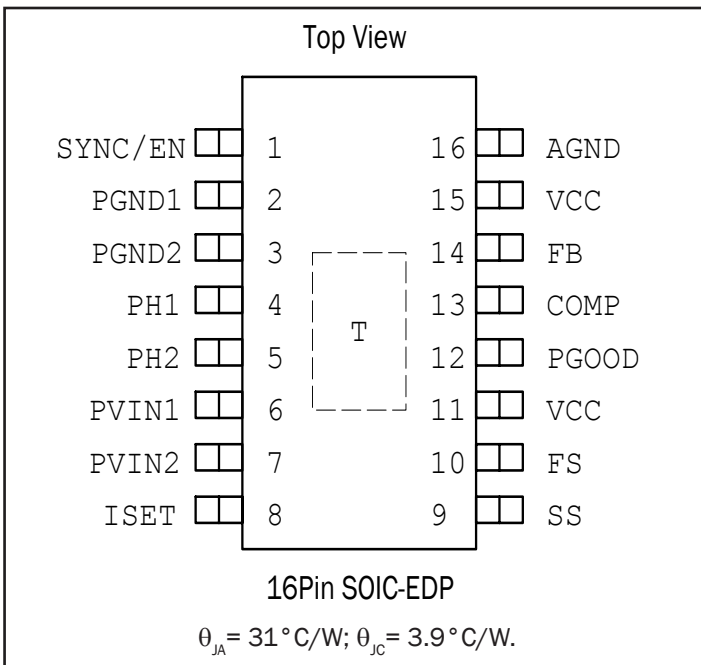 Top View
SYNC/EN 1 16 AGND
PGND1 2 15 VCC
PGND2 3 14 FB
PH1 4 13 COMP
T
PH2 5 12 PGOOD
PVIN1 6 11 VCC
PVIN2 7 10 FS
ISET 8 9 SS
16Pin SOIC-EDP
θJA= 31°C/W; θJC= 3.9°C/W.